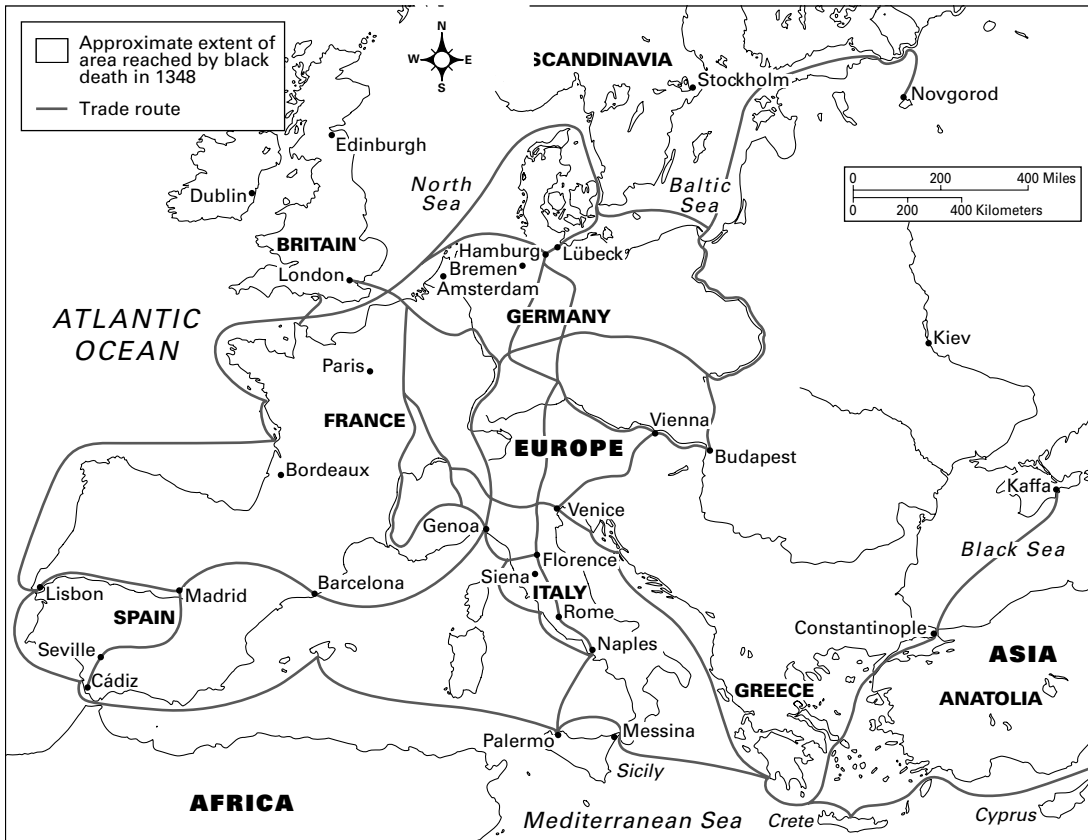 Approximate extent of
area reached by black
death in 1348
Trade route
N
W
E
S
SCANDINAVIA
Stockholm
Novgorod
Edinburgh
North
Sea
Baltic
Sea
0 200 400 Miles
0 200 400 Kilometers
Dublin
BRITAIN
Hamburg
Lübeck
Bremen
London
Amsterdam
GERMANY
ATLANTIC
OCEAN
Kiev
Paris
FRANCE
Vienna
EUROPE
Budapest
Bordeaux
Kaffa
Venice
Genoa
Black Sea
Florence
Siena
ITALY
Barcelona
Lisbon
Madrid
SPAIN
Rome
Constantinople
Naples
Seville
ASIA
Cádiz
GREECE
ANATOLIA
Messina
Palermo
Sicily
AFRICA
Mediterranean Sea
Crete
Cyprus